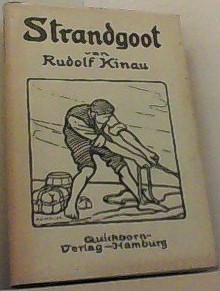 Strandgoot
van
Rudolf Kinau
Quickborn-
Verlag-Hamburg